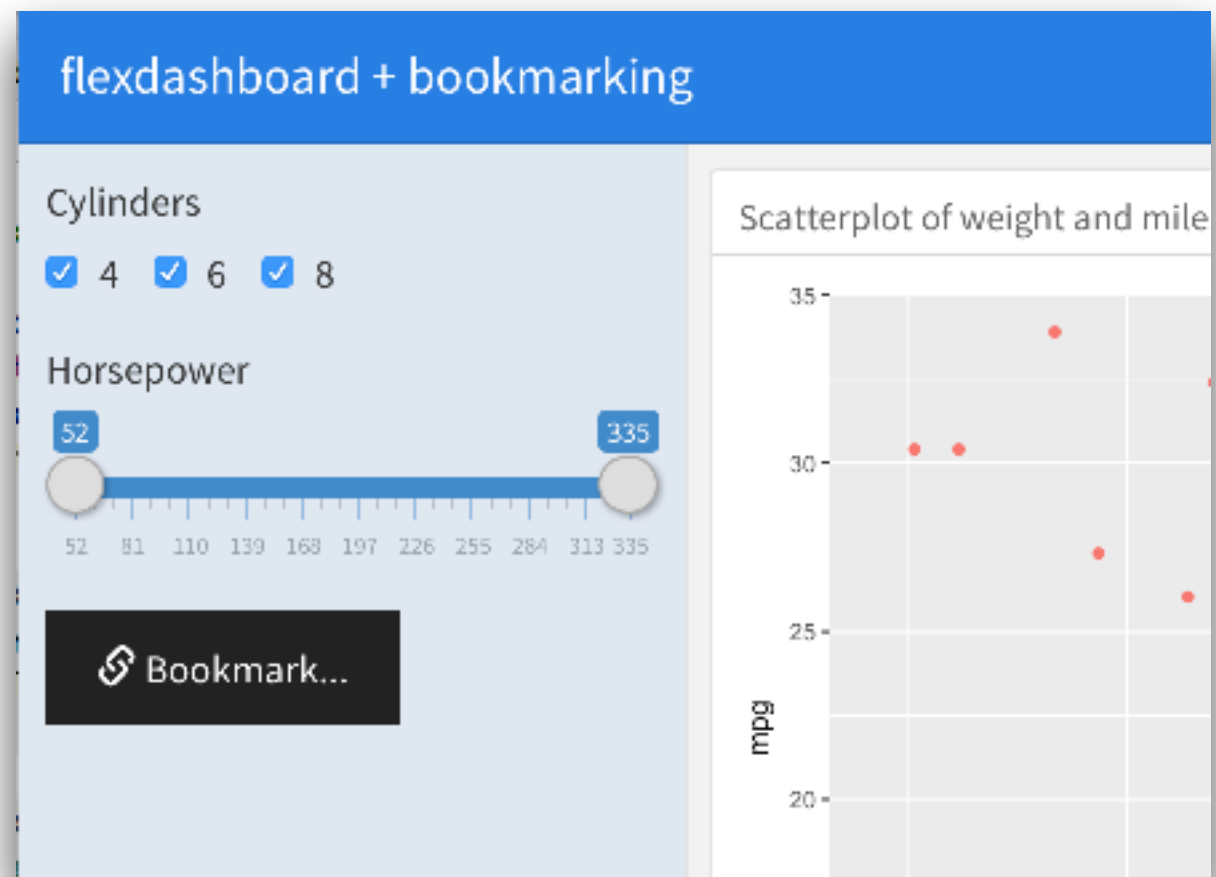 flexdashboard + bookmarking
Cylinders
4 6 8
Horsepower
52 335
52 81 110 139 168 197 226 255 284 313 335
Bookmark...
Scatterplot of weight and mile
35
30
25
mpg
20